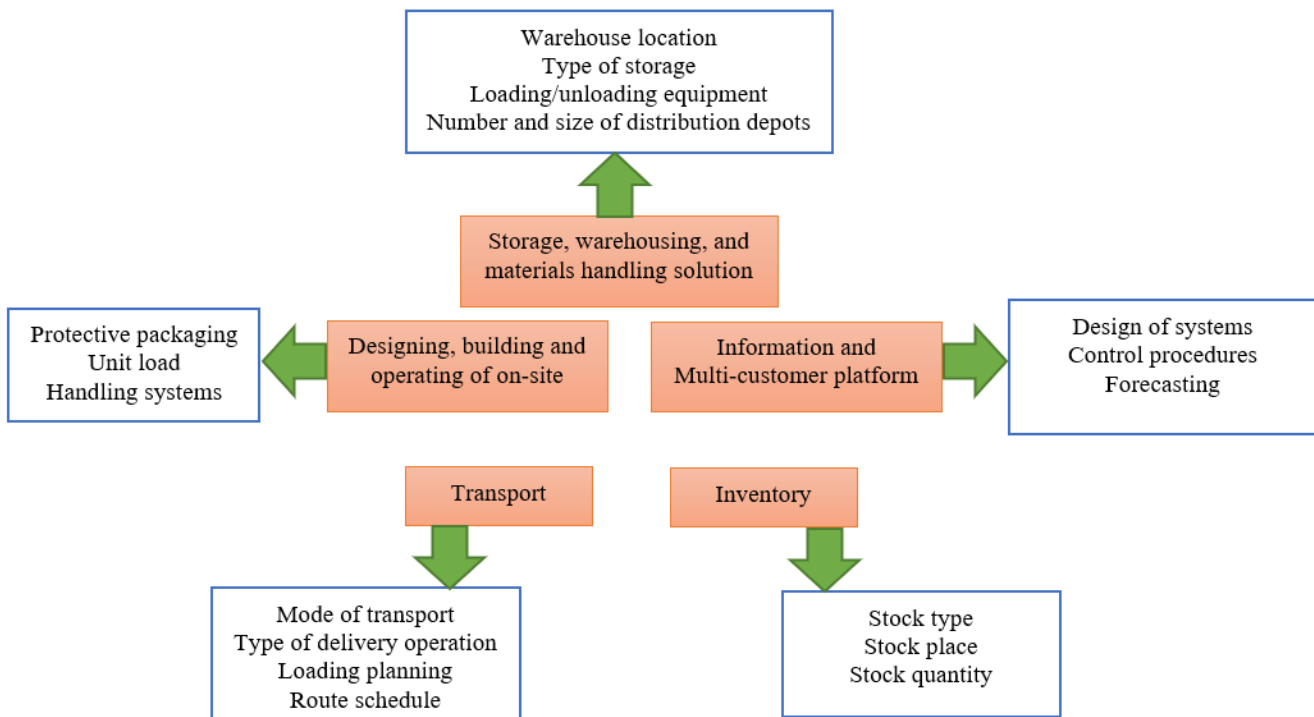 Warehouse location
Type of storage
Loading/unloading equipment
Number and size of distribution depots
Storage, warehousing, and
materials handling solution
Protective packaging
Unit load
Handling systems
Designing, building and
operating of on-site
Information and
Multi-customer platform
Design of systems
Control procedures
Forecasting
Transport
Inventory
Mode of transport
Type of delivery operation
Loading planning
Route schedule
Stock type
Stock place
Stock quantity